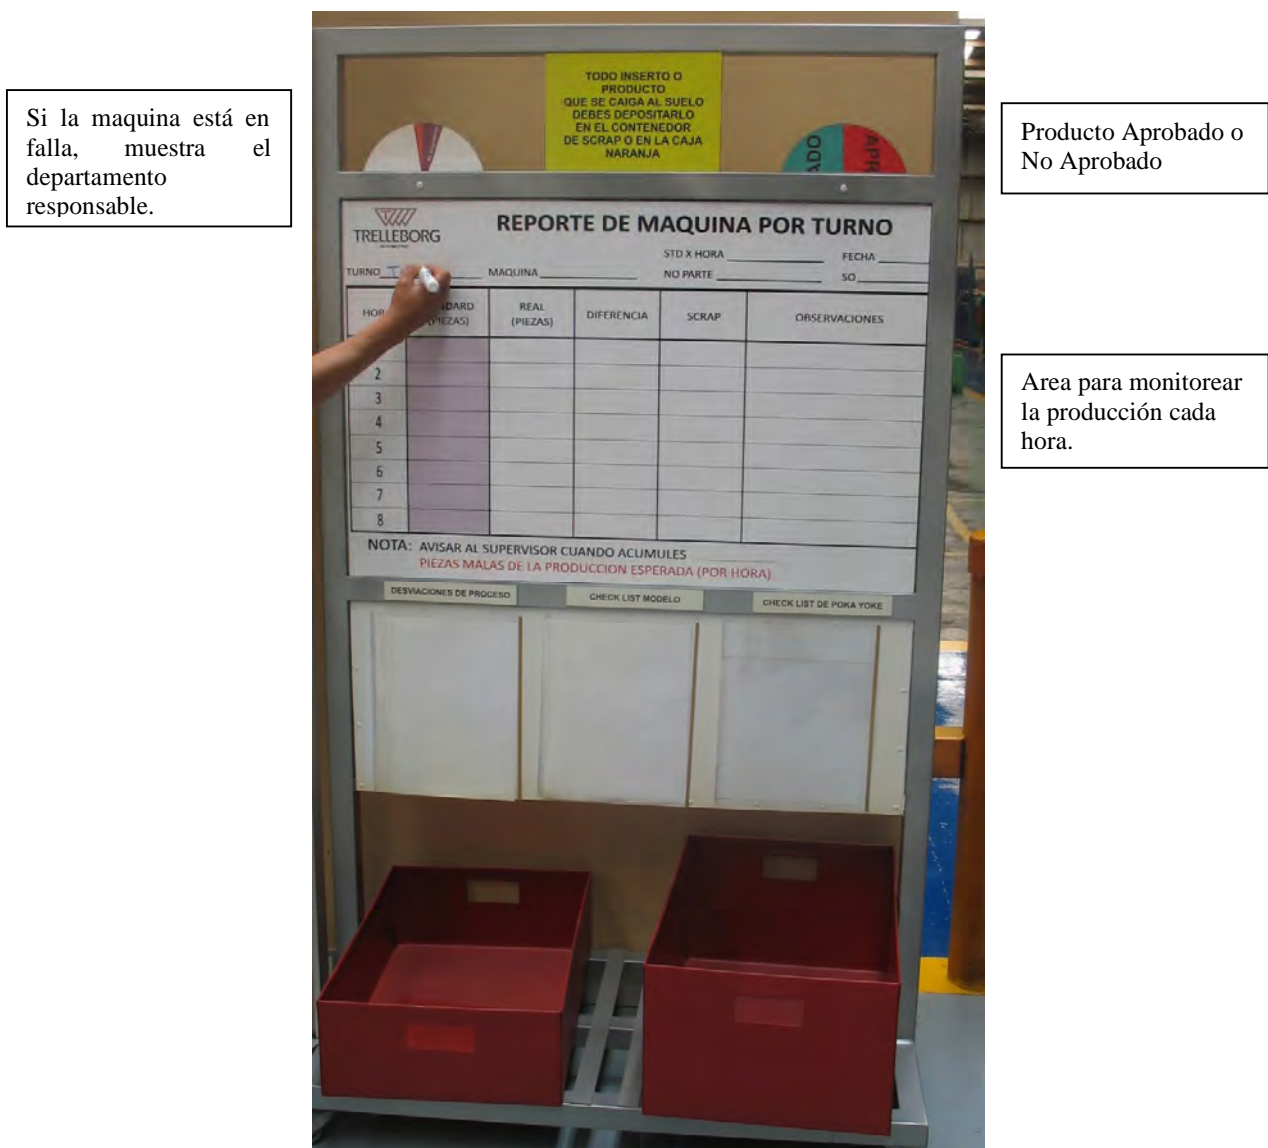 Si la maquina está en
falla, muestra el
departamento
responsable.
TODO INSERTO O
PRODUCTO
QUE SE CAIGA AL SUELO
DEBES DEPOSITARLO
EN EL CONTENEDOR
DE SCRAP O EN LA CAJA
NARANJA
ADO
APR
Producto Aprobado o
No Aprobado
TRELLEBORG
REPORTE DE MAQUINA POR TURNO
STD X HORA FECHA
TURNO MAQUINA NO PARTE SO
HOR NDARD (PIEZAS) REAL (PIEZAS) DIFERENCIA SCRAP OBSERVACIONES
2
3
4
5
6
7
8
Area para monitorear
la producción cada
hora.
NOTA: AVISAR AL SUPERVISOR CUANDO ACUMULES
PIEZAS MALAS DE LA PRODUCCION ESPERADA (POR HORA)
DESVIACIONES DE PROCESO CHECK LIST MODELO CHECK LIST DE POKA YOKE